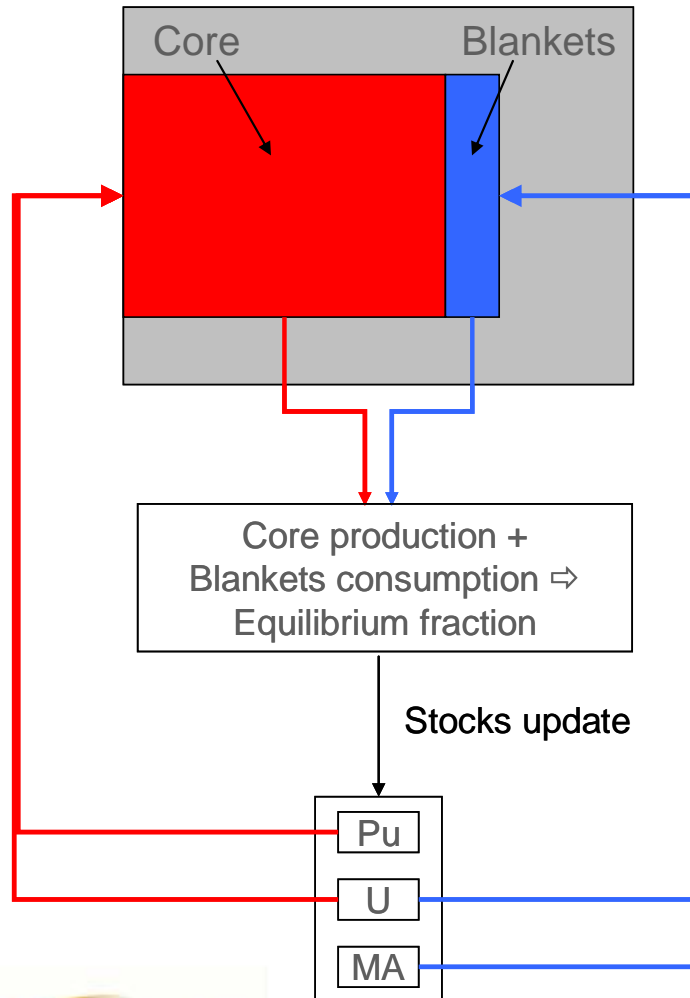 Core
Blankets
Core production +
Blankets consumption ⇨
Equilibrium fraction
Stocks update
Pu
U
MA